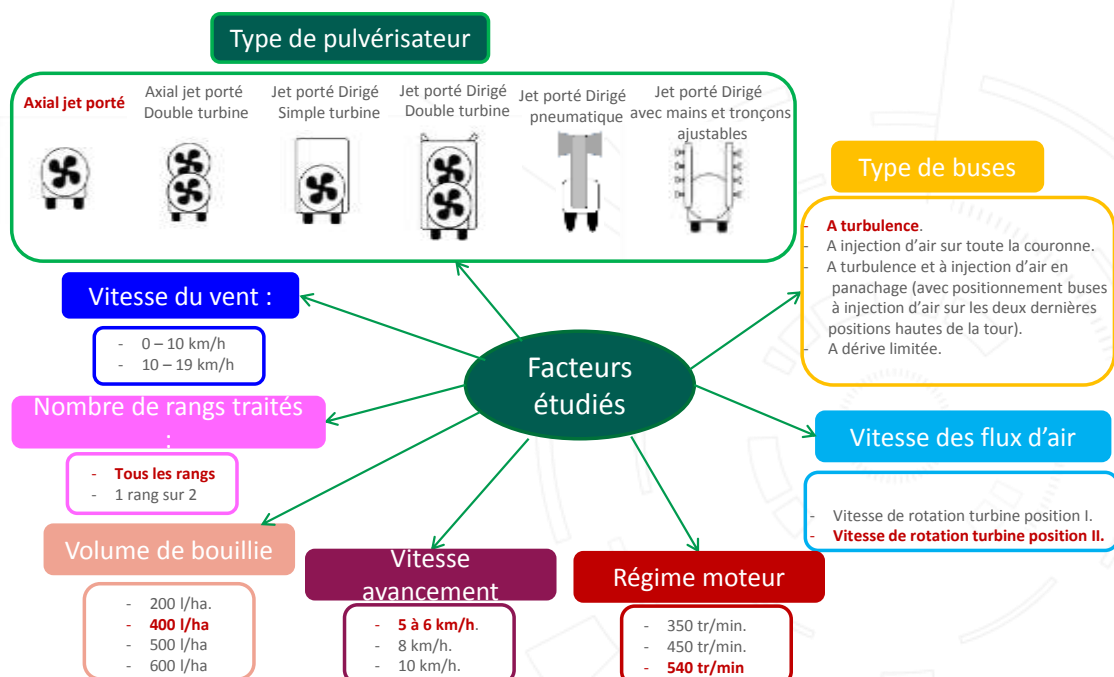 Type de pulvérisateur
Axial jet porté
Axial jet porté
Double turbine
Jet porté Dirigé
Simple turbine
Jet porté Dirigé
Double turbine
Jet porté Dirigé
pneumatique
Jet porté Dirigé
avec mains et tronçons
ajustables
Type de buses
- A turbulence.
- A injection d'air sur toute la couronne.
- A turbulence et à injection d'air en
panachage (avec positionnement buses
à injection d'air sur les deux dernières
positions hautes de la tour).
- A dérive limitée.
Vitesse du vent :
- 0 – 10 km/h
- 10 – 19 km/h
Facteurs
étudiés
Nombre de rangs traités
:
- Tous les rangs
- 1 rang sur 2
Vitesse des flux d'air
- Vitesse de rotation turbine position I.
- Vitesse de rotation turbine position II.
Volume de bouillie
- 200 l/ha.
- 400 l/ha
- 500 l/ha
- 600 l/ha
Vitesse
avancement
- 5 à 6 km/h.
- 8 km/h.
- 10 km/h.
Régime moteur
- 350 tr/min.
- 450 tr/min.
- 540 tr/min